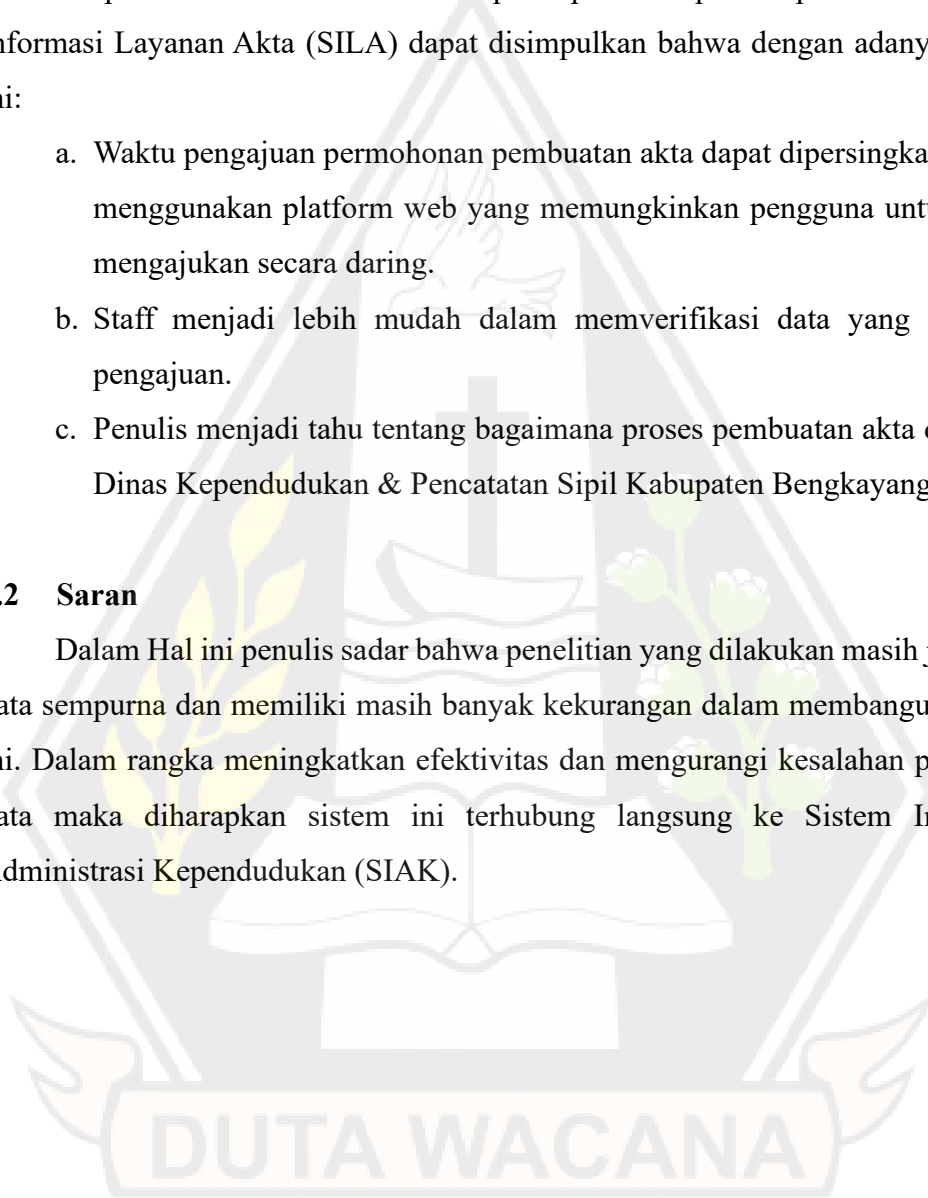 nformasi Layanan Akta (SILA) dapat disimpulkan bahwa dengan adany
ni:
a. Waktu pengajuan permohonan pembuatan akta dapat dipersingka
menggunakan platform web yang memungkinkan pengguna untu
mengajukan secara daring.
b. Staff menjadi lebih mudah dalam memverifikasi data yang
pengajuan.
c. Penulis menjadi tahu tentang bagaimana proses pembuatan akta
Dinas Kependudukan & Pencatatan Sipil Kabupaten Bengkayang
.2 Saran
Dalam Hal ini penulis sadar bahwa penelitian yang dilakukan masih j
ata sempurna dan memiliki masih banyak kekurangan dalam membangu
ni. Dalam rangka meningkatkan efektivitas dan mengurangi kesalahan p
ata maka diharapkan sistem ini terhubung langsung ke Sistem In
dministrasi Kependudukan (SIAK).
DUTA WACANA